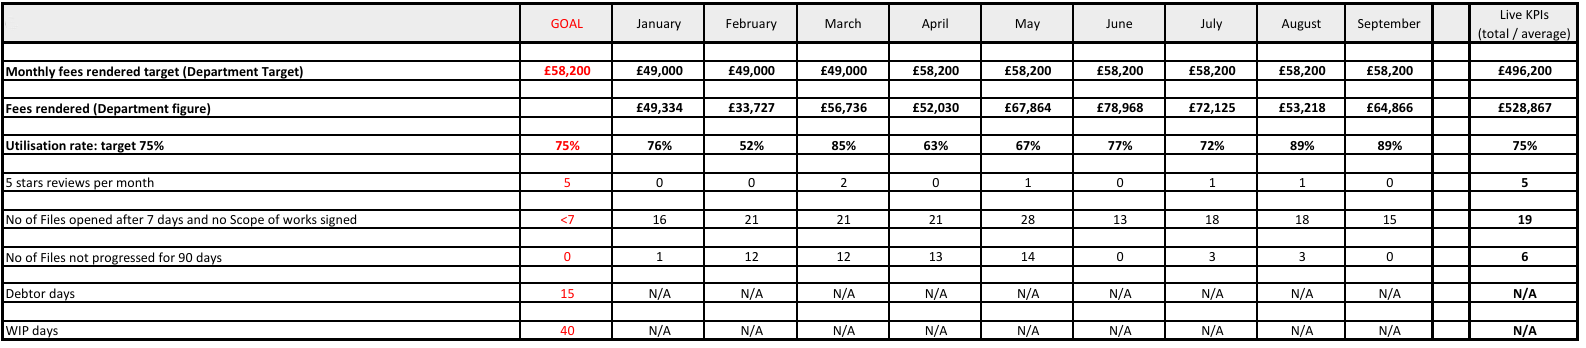 GOAL January February March April May June July August September Live KPIs
(total / average)
Monthly fees rendered target (Department Target) £58,200 £49,000 £49,000 £49,000 £58,200 £58,200 £58,200 £58,200 £58,200 £58,200 £496,200
Fees rendered (Department figure) £49,334 £33,727 £56,736 £52,030 £67,864 £78,968 £72,125 £53,218 £64,866 £528,867
Utilisation rate: target 75% 75% 76% 52% 85% 63% 67% 77% 72% 89% 89% 75%
5 stars reviews per month 5 0 0 2 0 1 0 1 1 0 5
No of Files opened after 7 days and no Scope of works signed <7 16 21 21 21 28 13 18 18 15 19
No of Files not progressed for 90 days 0 1 12 12 13 14 0 3 3 0 6
Debtor days 15 N/A N/A N/A N/A N/A N/A N/A N/A N/A N/A
WIP days 40 N/A N/A N/A N/A N/A N/A N/A N/A N/A N/A